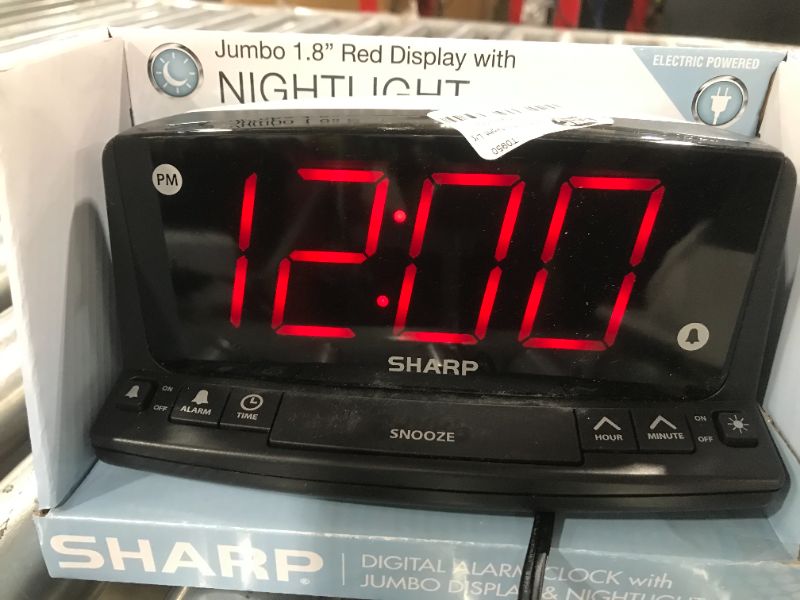 Jumbo 1.8" Red Display with
NIGHTLIGHT
ELECTRIC POWERED
PM
12:00
SHARP
ON
OFF
ALARM
TIME
SNOOZE
HOUR
MINUTE
ON
OFF
SHARP®
DIGITAL ALARM CLOCK with
JUMBO DISPLAY & NIGHTLIGHT